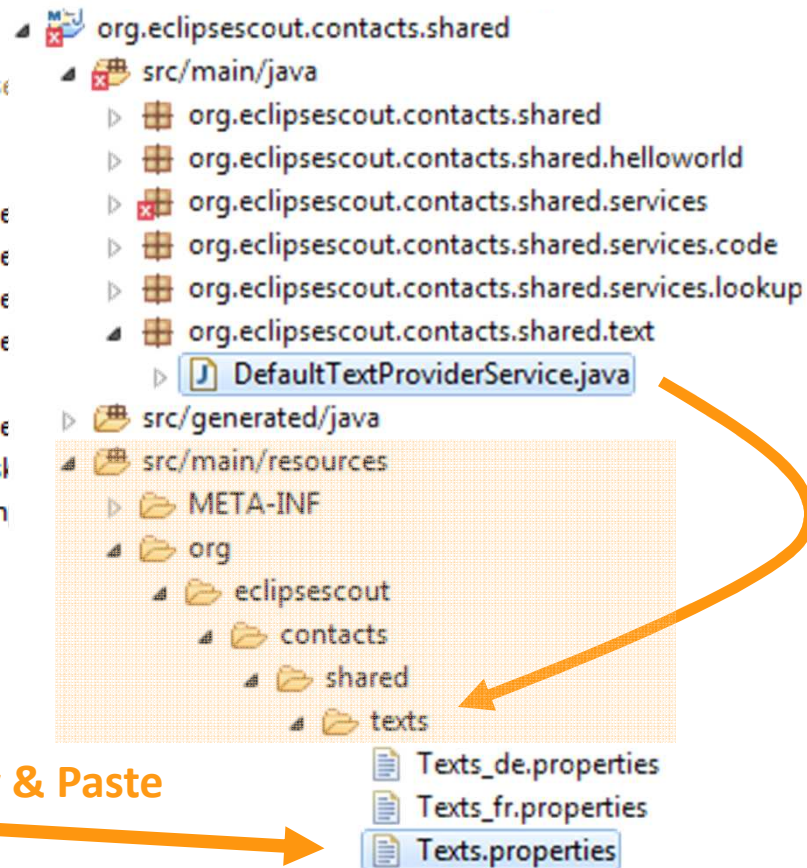 org.eclipsescout.contacts.shared
src/main/java
org.eclipsescout.contacts.shared
org.eclipsescout.contacts.shared.helloworld
org.eclipsescout.contacts.shared.services
org.eclipsescout.contacts.shared.services.code
org.eclipsescout.contacts.shared.services.lookup
org.eclipsescout.contacts.shared.text
DefaultTextProviderService.java
src/generated/java
src/main/resources
META-INF
org
eclipsescout
contacts
shared
texts
Texts_de.properties
& Paste
Texts_fr.properties
Texts.properties